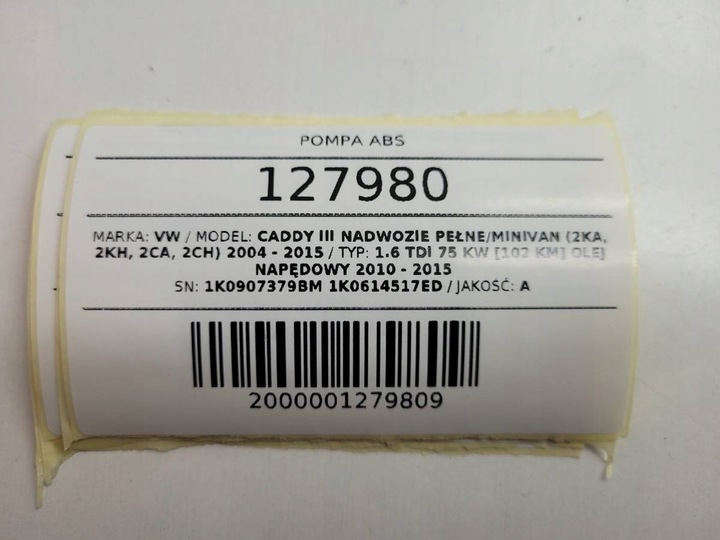 POMPA ABS
127980
MARKA: VW / MODEL: CADDY III NADWOZIE PEŁNE/MINIVAN (2KA,
2KH, 2CA, 2CH) 2004 - 2015 / TYP: 1.6 TDI 75 KW [102 KM] OLEJ
NAPĘDOWY 2010 - 2015
SN: 1K0907379BM 1K0614517ED / JAKOŚĆ: A
2000001279809